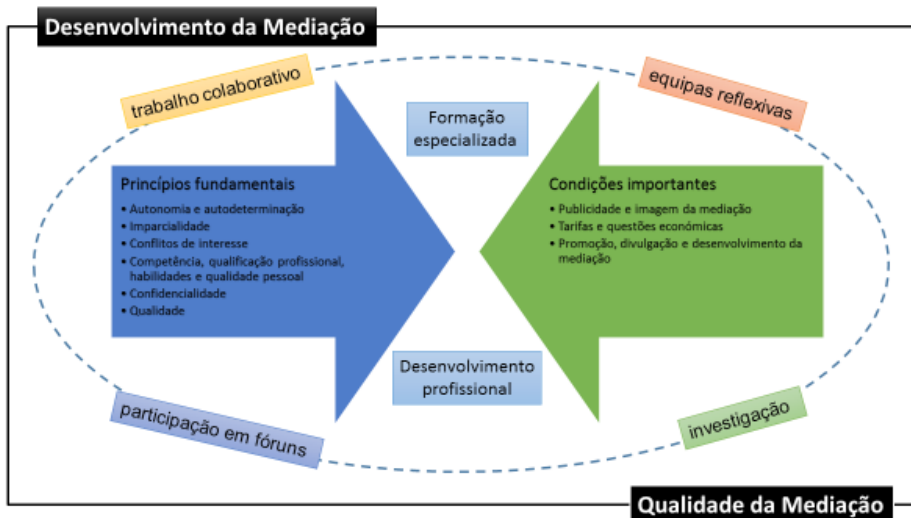 Desenvolvimento da Mediação
trabalho colaborativo
equipas reflexivas
Formação
especializada
Princípios fundamentais
• Autonomia e autodeterminação
• Imparcialidade
• Conflitos de interesse
• Competência, qualificação profissional,
habilidades e qualidade pessoal
• Confidencialidade
• Qualidade
Condições importantes
• Publicidade e imagem da mediação
• Tarifas e questões económicas
• Promoção, divulgação e desenvolvimento da
mediação
Desenvolvimento
profissional
participação em fóruns
investigação
Qualidade da Mediação